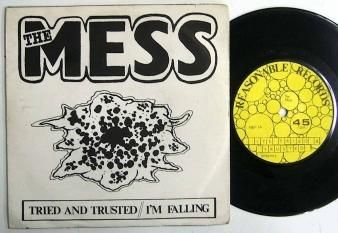 THE
MESS
TRIED AND TRUSTED // I'M FALLING
REASONABLE RECORDS
45